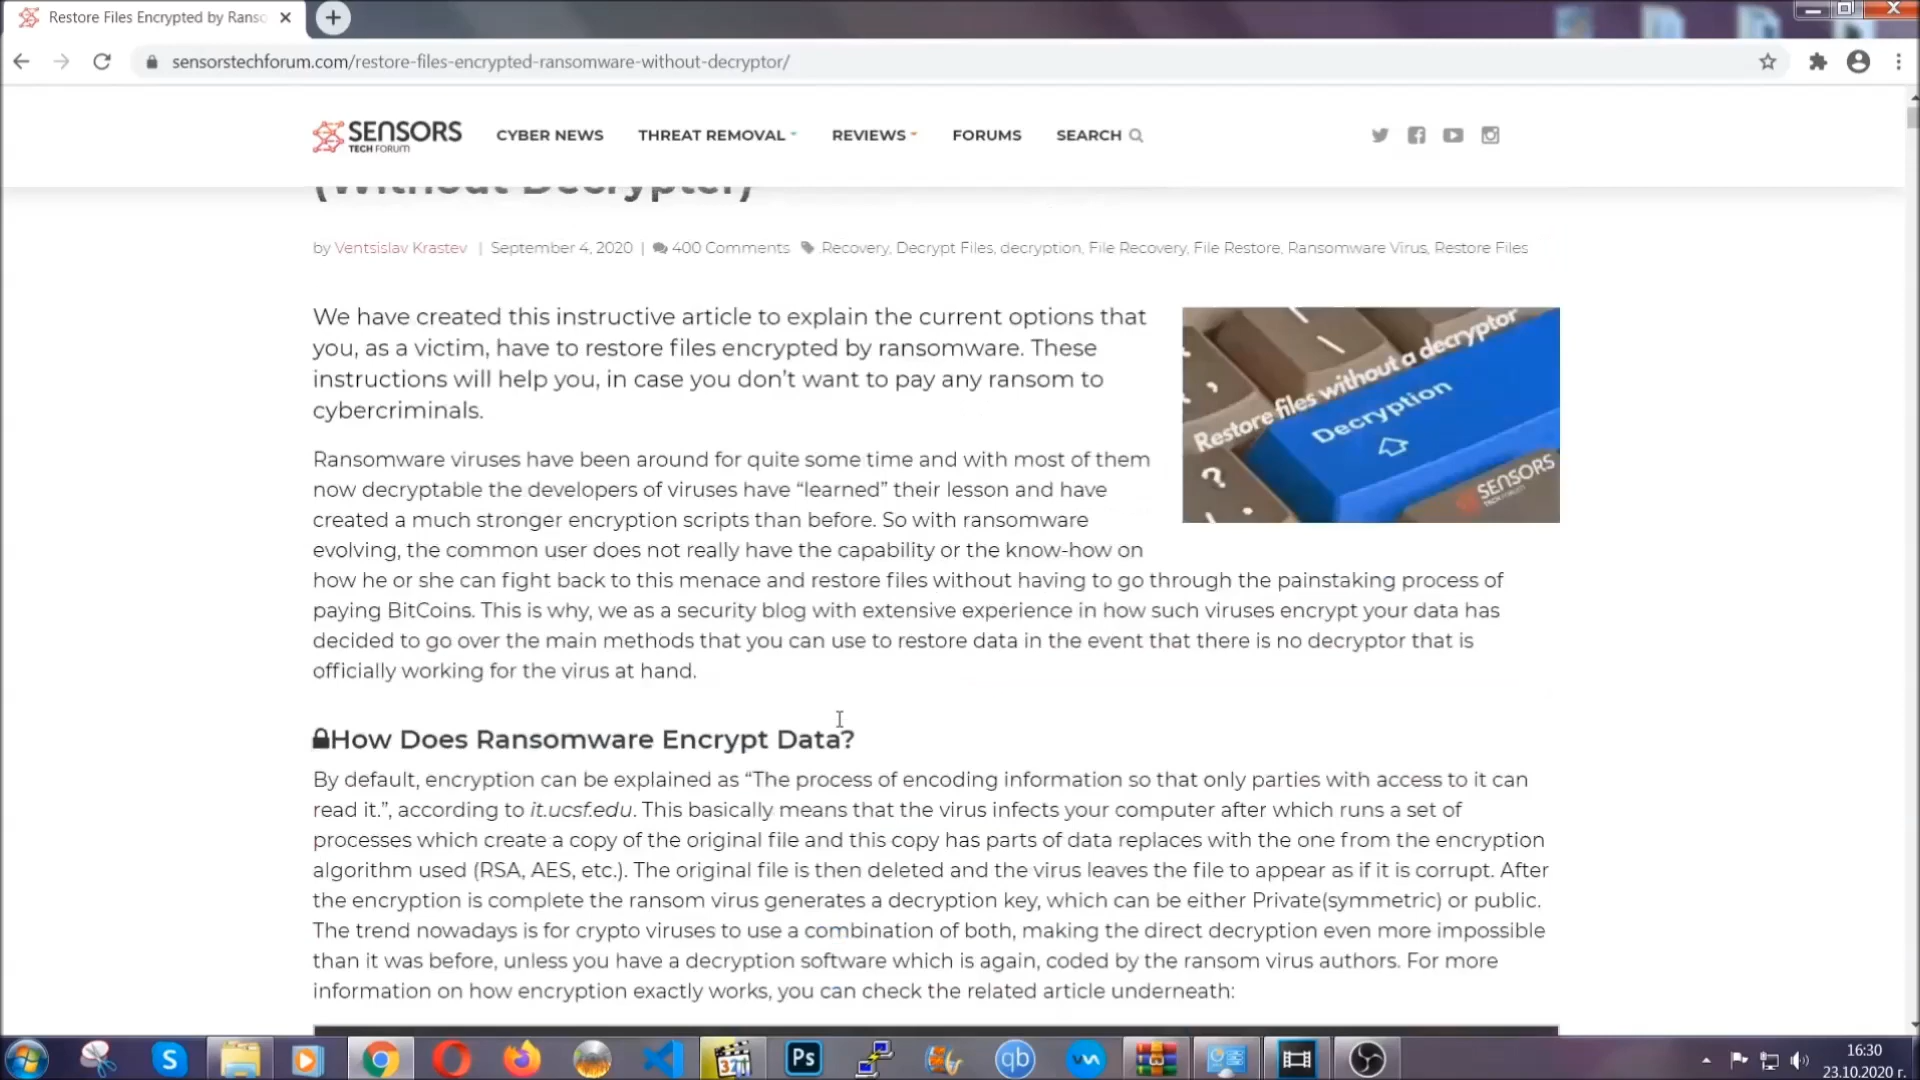 Restore Files Encrypted by Ranso
sensorstechforum.com/restore-files-encrypted-ransomware-without-decryptor/
SENSORS
TECH FORUM
CYBER NEWS THREAT REMOVAL REVIEWS FORUMS SEARCH
(Without Decrypter)
by Ventsislav Krastev | September 4, 2020 | 400 Comments Recovery, Decrypt Files, decryption, File Recovery, File Restore, Ransomware Virus, Restore Files
We have created this instructive article to explain the current options that
you, as a victim, have to restore files encrypted by ransomware. These
instructions will help you, in case you don’t want to pay any ransom to
cybercriminals.
Restore files without a decryptor
Decryption
SENSORS
Ransomware viruses have been around for quite some time and with most of them
now decryptable the developers of viruses have “learned” their lesson and have
created a much stronger encryption scripts than before. So with ransomware
evolving, the common user does not really have the capability or the know-how on
how he or she can fight back to this menace and restore files without having to go through the painstaking process of
paying BitCoins. This is why, we as a security blog with extensive experience in how such viruses encrypt your data has
decided to go over the main methods that you can use to restore data in the event that there is no decryptor that is
officially working for the virus at hand.
How Does Ransomware Encrypt Data?
By default, encryption can be explained as “The process of encoding information so that only parties with access to it can
read it.”, according to it.ucsf.edu. This basically means that the virus infects your computer after which runs a set of
processes which create a copy of the original file and this copy has parts of data replaces with the one from the encryption
algorithm used (RSA, AES, etc.). The original file is then deleted and the virus leaves the file to appear as if it is corrupt. After
the encryption is complete the ransom virus generates a decryption key, which can be either Private(symmetric) or public.
The trend nowadays is for crypto viruses to use a combination of both, making the direct decryption even more impossible
than it was before, unless you have a decryption software which is again, coded by the ransom virus authors. For more
information on how encryption exactly works, you can check the related article underneath:
S
321
Ps
qb
16:30
23.10.2020 г.